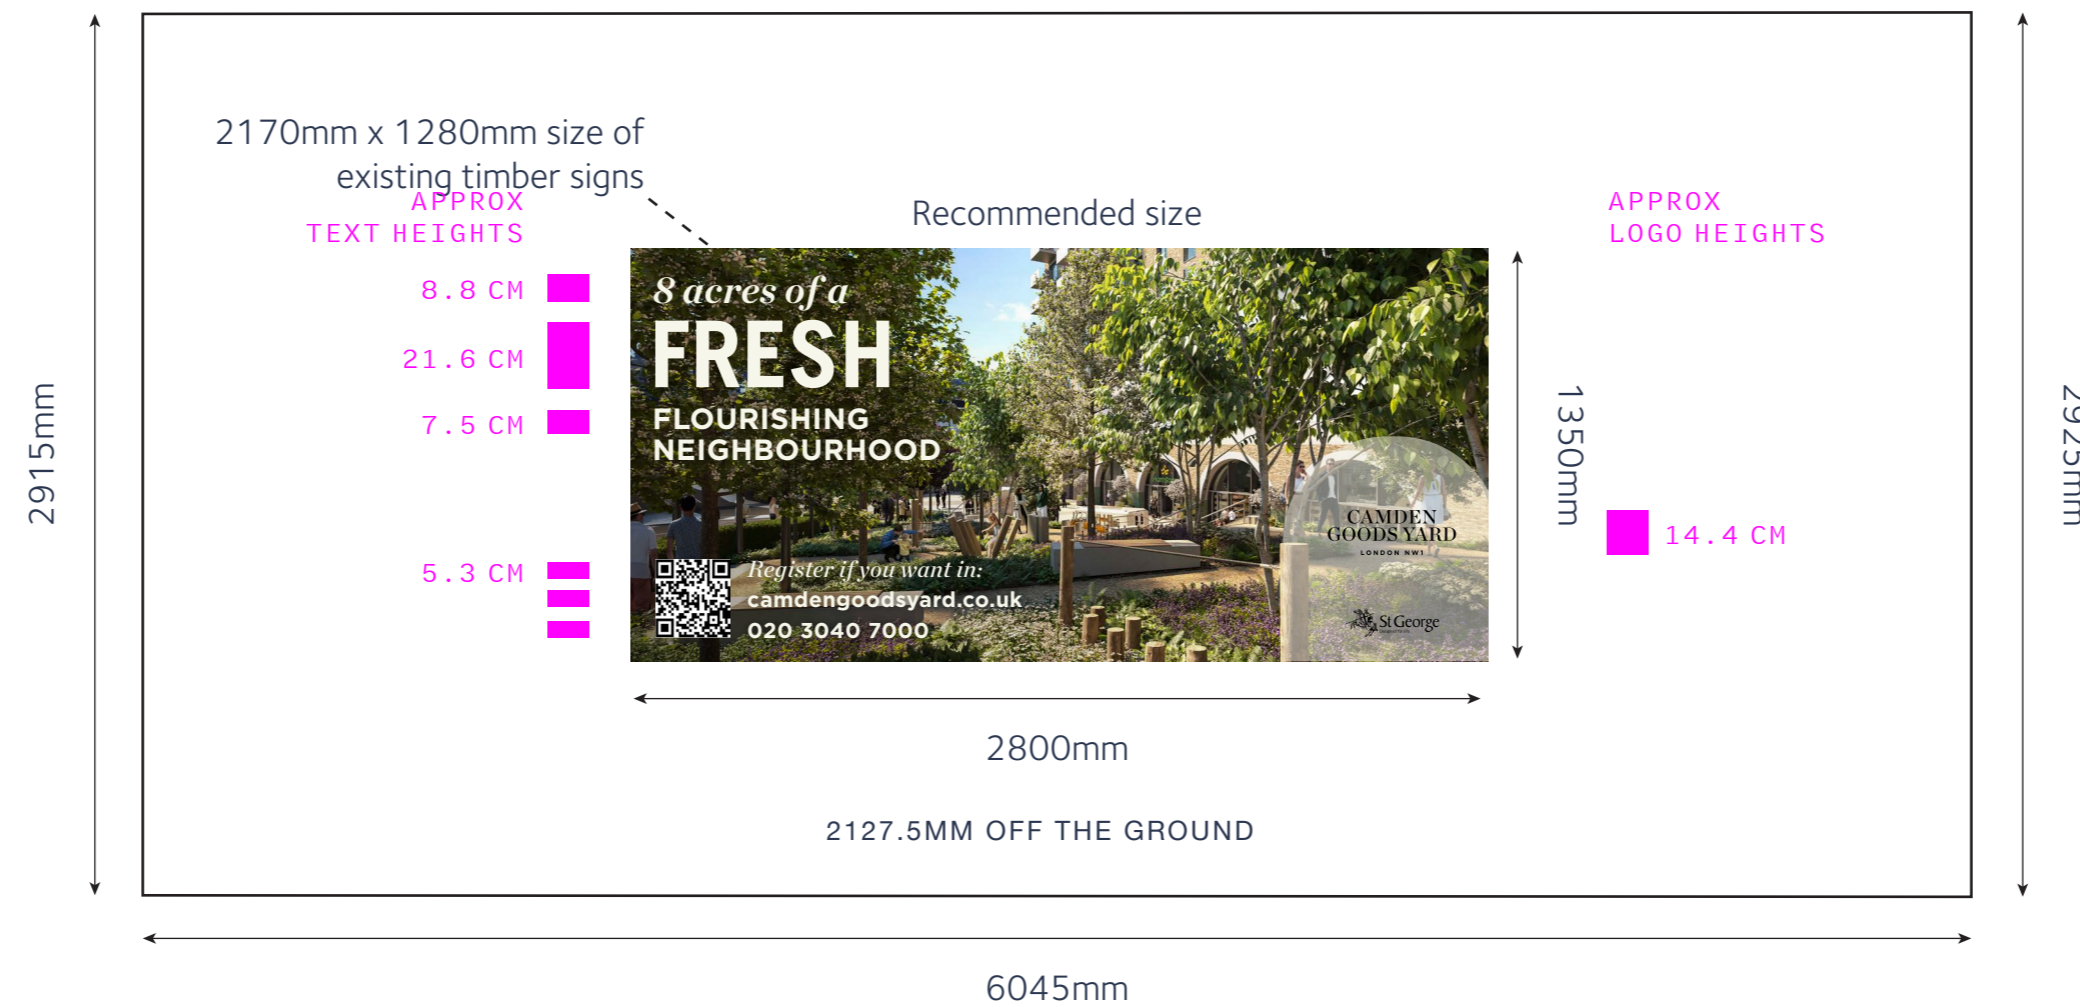 2170mm x 1280mm size of
existing timber signs
APPROX
TEXT HEIGHTS
Recommended size
APPROX
LOGO HEIGHTS
8.8 CM
21.6 CM
7.5 CM
5.3 CM
8 acres of a
FRESH
FLOURISHING
NEIGHBOURHOOD
Register if you want in:
camdengoodsyard.co.uk
020 3040 7000
CAMDEN
GOODS YARD
LONDON NW1
St George
14.4 CM
2915mm
1350mm
2925mm
2800mm
2127.5MM OFF THE GROUND
6045mm